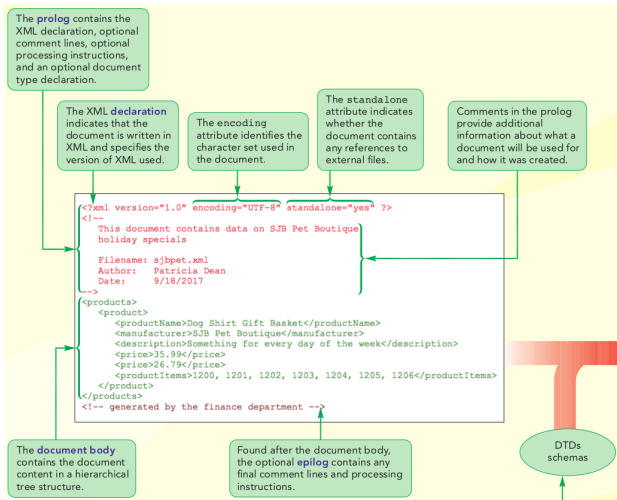 The prolog contains the
XML declaration, optional
comment lines, optional
processing instructions,
and an optional document
type declaration.
The XML declaration
indicates that the
document is written in
XML and specifies the
version of XML used.
The encoding
attribute identifies the
character set used in
the document.
The standalone
attribute indicates
whether the
document contains
any references to
external files.
Comments in the prolog
provide additional
information about what a
document will be used for
and how it was created.
<?xml version="1.0" encoding="UTF-8" standalone="yes" ?>
<!--
This document contains data on SJB Pet Boutique
holiday specials
Filename: sjbpet.xml
Author: Patricia Dean
Date: 9/18/2017
-->
<products>
<product>
<productName>Dog Shirt Gift Basket</productName>
<manufacturer>SJB Pet Boutique</manufacturer>
<description>Something for every day of the week</description>
<price>35.99</price>
<price>26.79</price>
<productItems>1200, 1201, 1202, 1203, 1204, 1205, 1206</productItems>
</product>
</products>
<!-- generated by the finance department -->
The document body
contains the document
content in a hierarchical
tree structure.
Found after the document body,
the optional epilog contains any
final comment lines and processing
instructions.
DTDs
schemas